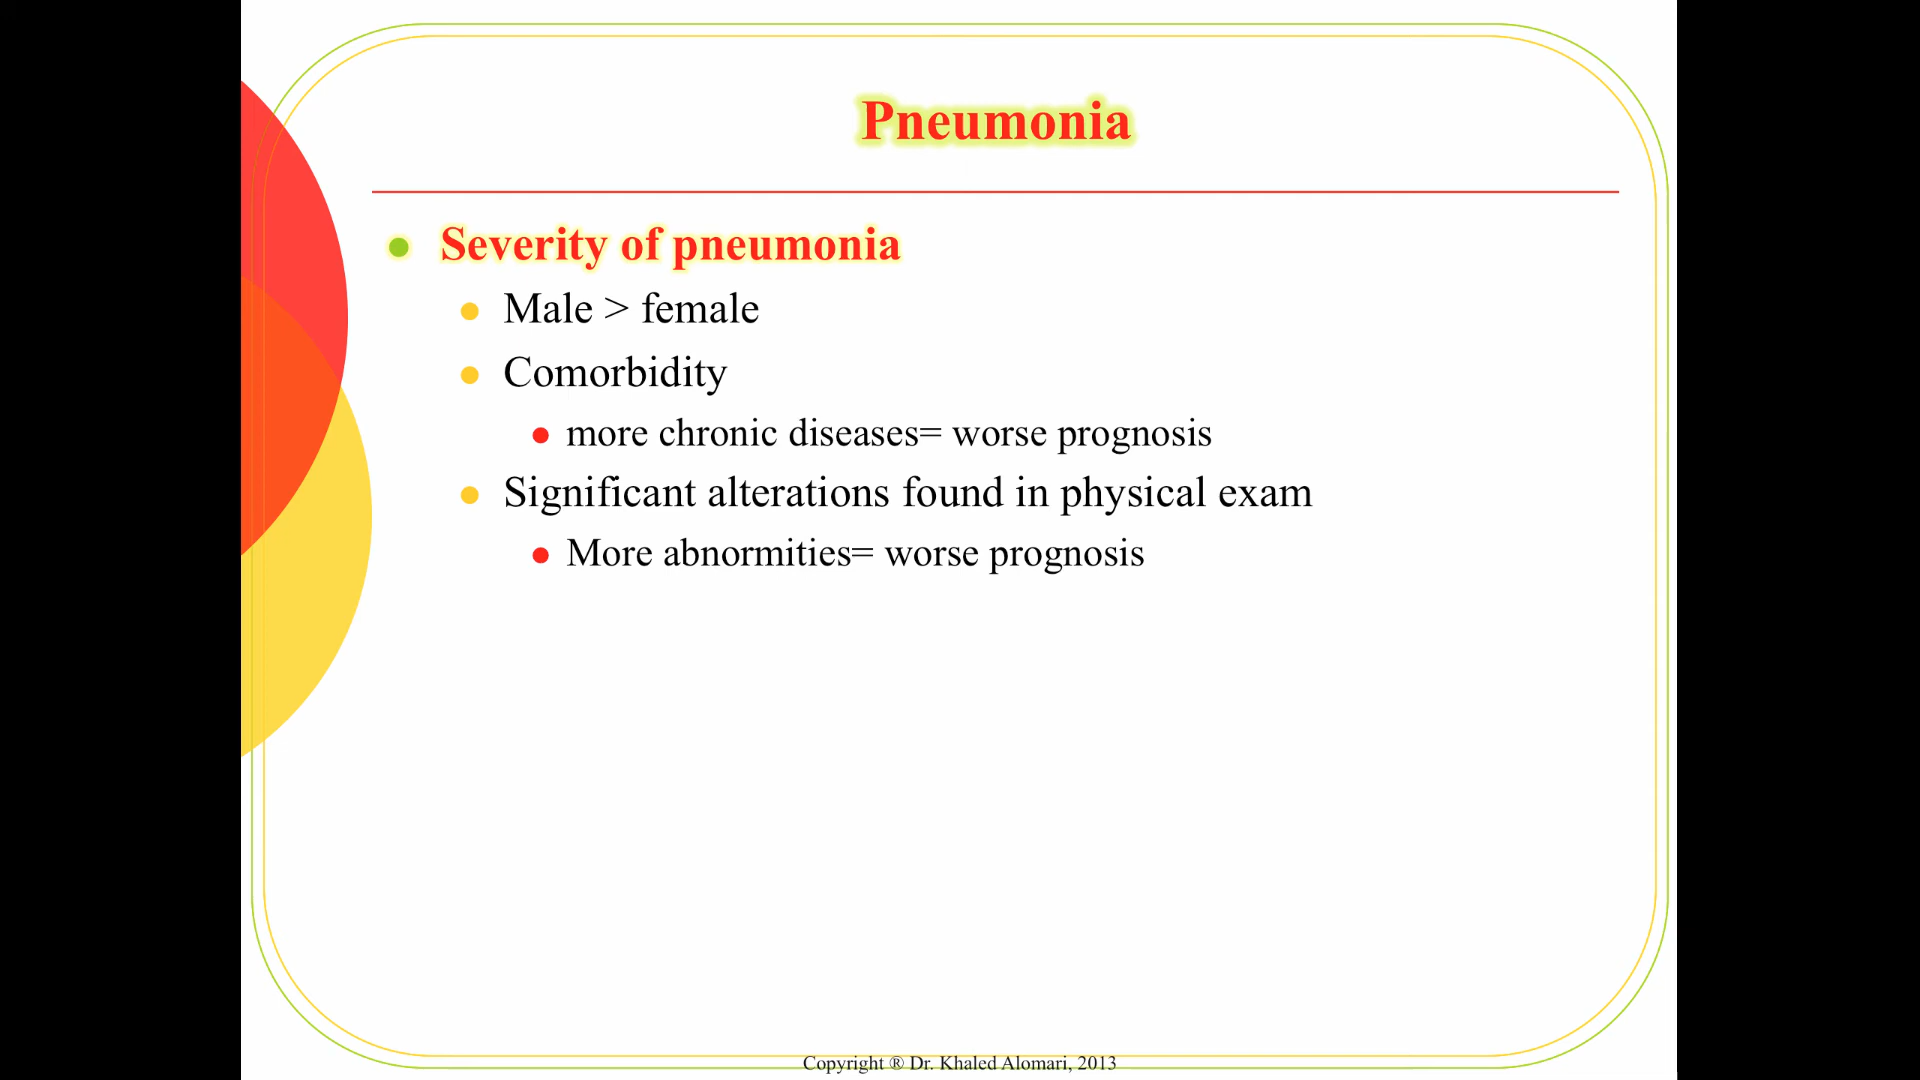 Pneumonia
Severity of pneumonia
Male > female
Comorbidity
more chronic diseases= worse prognosis
Significant alterations found in physical exam
More abnormities= worse prognosis
Copyright ® Dr. Khaled Alomari, 2013